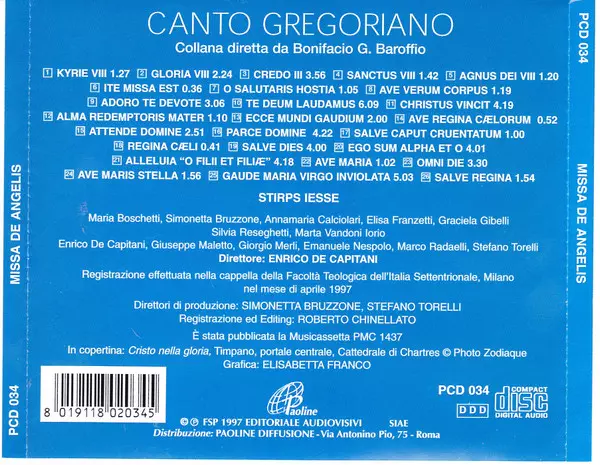 CANTO GREGORIANO
Collana diretta da Bonifacio G. Baroffio
1 KYRIE VIII 1.27 2 GLORIA VIII 2.24 3 CREDO III 3.56 4 SANCTUS VIII 1.42 5 AGNUS DEI VIII 1.20
6 ITE MISSA EST 0.36 7 O SALUTARIS HOSTIA 1.05 8 AVE VERUM CORPUS 1.19
9 ADORO TE DEVOTE 3.06 10 TE DEUM LAUDAMUS 6.09 11 CHRISTUS VINCIT 4.19
12 ALMA REDEMPTORIS MATER 1.10 13 ECCE MUNDI GAUDIUM 2.00 14 AVE REGINA CÆLORUM 0.52
15 ATTENDE DOMINE 2.51 16 PARCE DOMINE 4.22 17 SALVE CAPUT CRUENTATUM 1.00
18 REGINA CÆLI 0.41 19 SALVE DIES 4.00 20 EGO SUM ALPHA ET O 4.01
21 ALLELUIA “O FILII ET FILIÆ” 4.18 22 AVE MARIA 1.02 23 OMNI DIE 3.30
24 AVE MARIS STELLA 1.56 25 GAUDE MARIA VIRGO INVIOLATA 5.03 26 SALVE REGINA 1.54
STIRPS IESSE
Maria Boschetti, Simonetta Bruzzone, Annamaria Calciolari, Elisa Franzetti, Graciela Gibelli
Silvia Reseghetti, Marta Vandoni Iorio
Enrico De Capitani, Giuseppe Maletto, Giorgio Merli, Emanuele Nespolo, Marco Radaelli, Stefano Torelli
Direttore: ENRICO DE CAPITANI
Registrazione effettuata nella cappella della Facoltà Teologica dell'Italia Settentrionale, Milano
nel mese di aprile 1997
Direttori di produzione: SIMONETTA BRUZZONE, STEFANO TORELLI
Registrazione ed Editing: ROBERTO CHINELLATO
È stata pubblicata la Musicassetta PMC 1437
In copertina: Cristo nella gloria, Timpano, portale centrale, Cattedrale di Chartres © Photo Zodiaque
Grafica: ELISABETTA FRANCO
8 019118 020345
Paoline
PCD 034
DDD
COMPACT
disc
DIGITAL AUDIO
© ℗ FSP 1997 EDITORIALE AUDIOVISIVI SIAE
Distribuzione: PAOLINE DIFFUSIONE - Via Antonino Pio, 75 - Roma
MISSA DE ANGELIS
PCD 034
PCD 034
MISSA DE ANGELIS